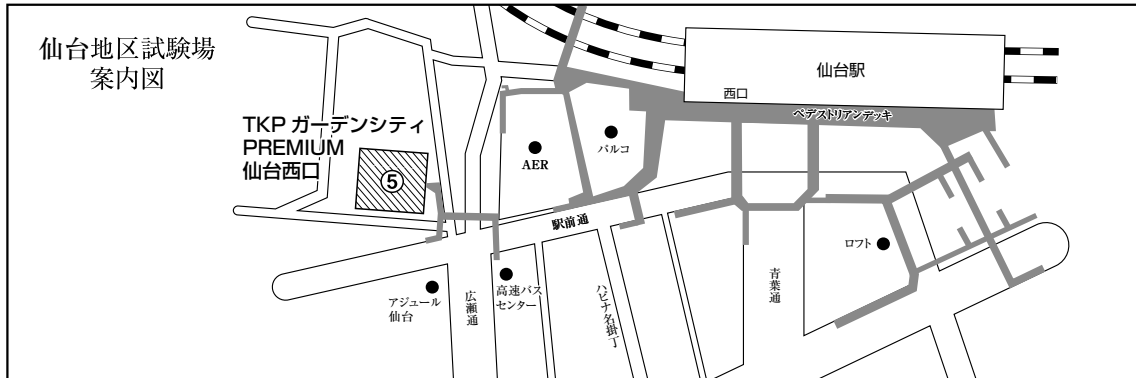 仙台地区試験場
案内図
仙台駅
西口
ペデストリアンデッキ
TKP ガーデンシティ
PREMIUM
仙台西口
⑤
AER
パルコ
駅前通
ロフト
アジュール
仙台
広瀬通
高速バス
センター
ハピナ名掛丁
青葉通